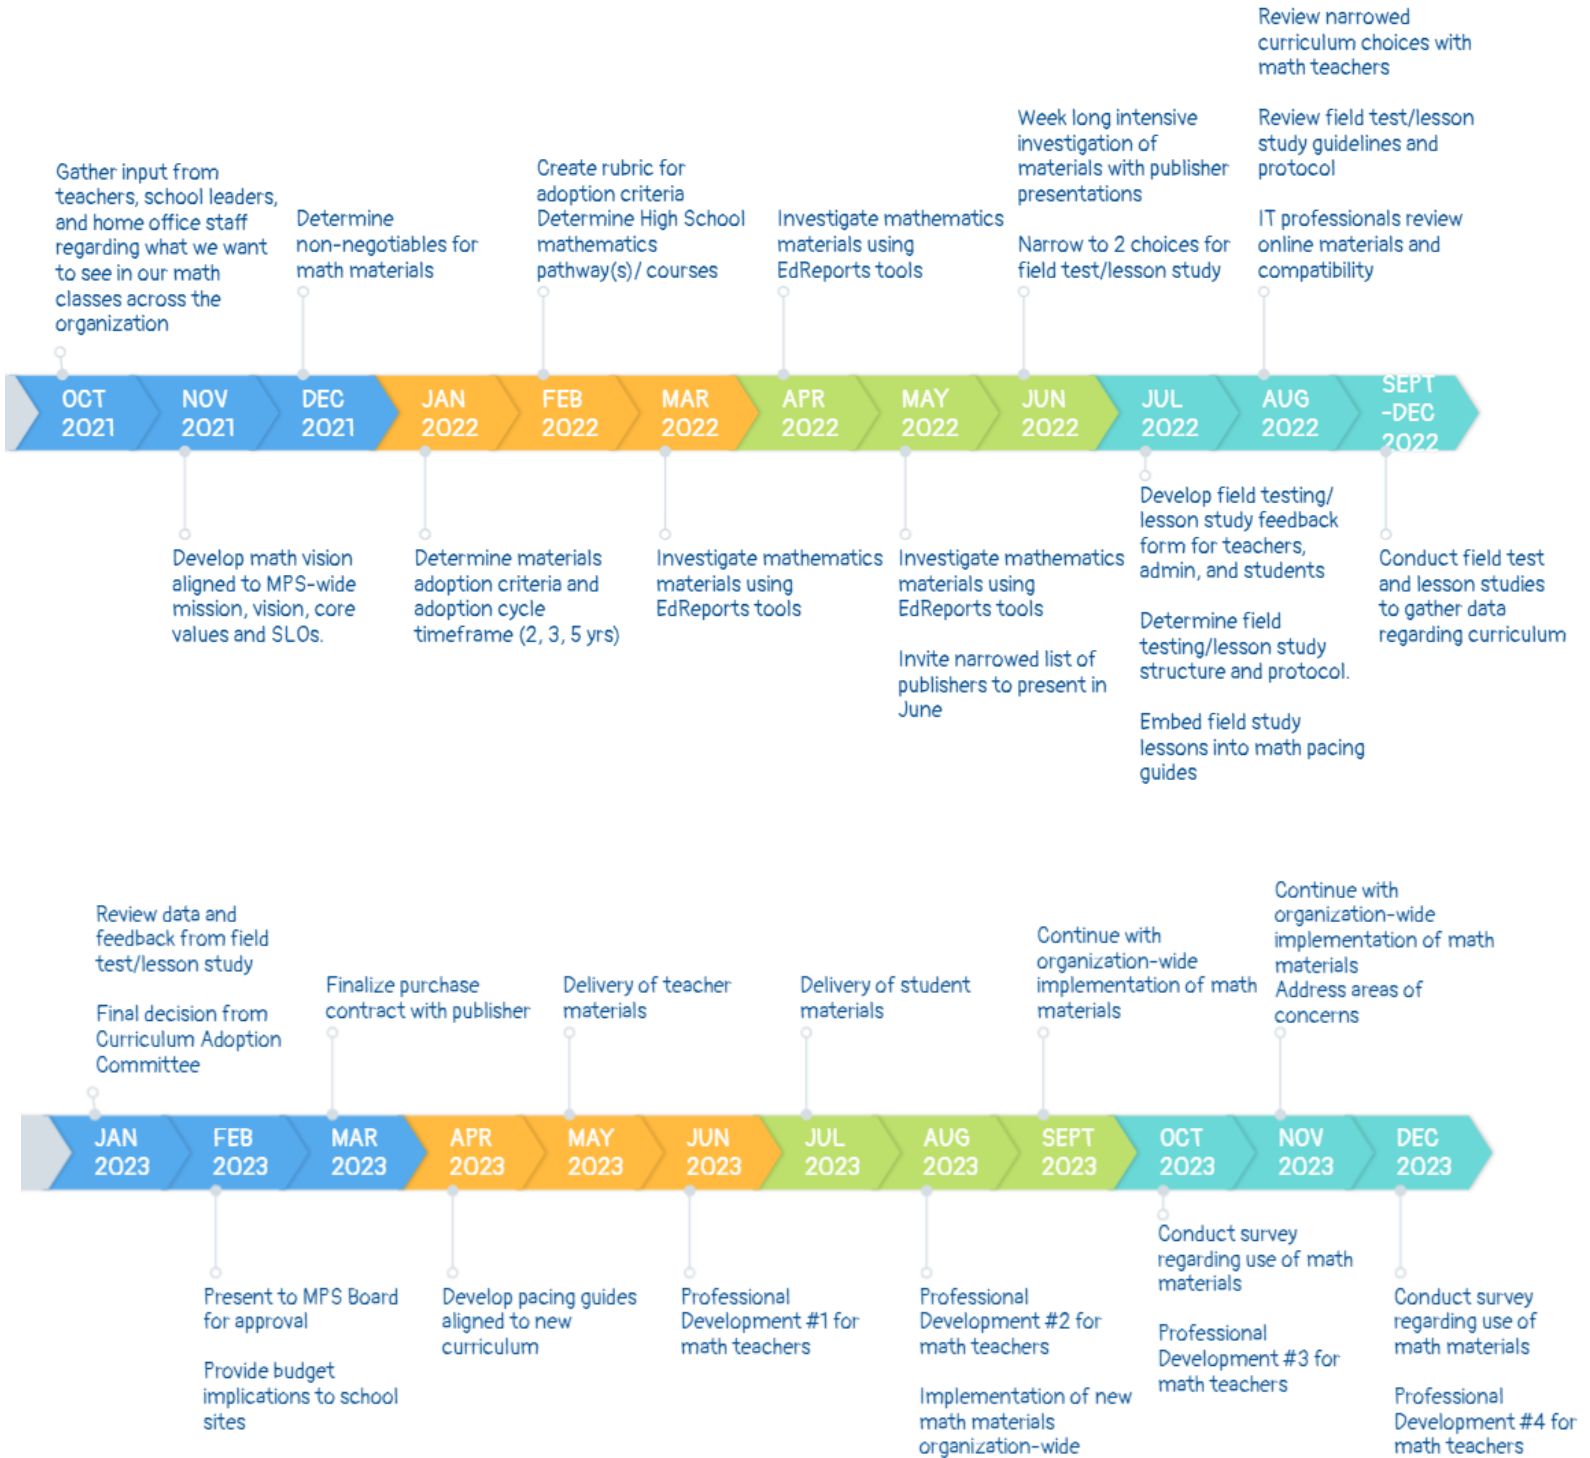 Gather input from
teachers, school leaders,
and home office staff
regarding what we want
to see in our math
classes across the
organization
Determine
non-negotiables for
math materials
Create rubric for
adoption criteria
Determine High School
mathematics
pathway(s)/ courses
Investigate mathematics
materials using
EdReports tools
Week long intensive
investigation of
materials with publisher
presentations
Narrow to 2 choices for
field test/lesson study
Review narrowed
curriculum choices with
math teachers
Review field test/lesson
study guidelines and
protocol
IT professionals review
online materials and
compatibility
OCT
2021
NOV
2021
DEC
2021
JAN
2022
FEB
2022
MAR
2022
APR
2022
MAY
2022
JUN
2022
JUL
2022
AUG
2022
SEPT
-DEC
2022
Develop math vision
aligned to MPS-wide
mission, vision, core
values and SLOs.
Determine materials
adoption criteria and
adoption cycle
timeframe (2, 3, 5 yrs)
Investigate mathematics
materials using
EdReports tools
Investigate mathematics
materials using
EdReports tools
Invite narrowed list of
publishers to present in
June
Develop field testing/
lesson study feedback
form for teachers,
admin, and students
Determine field
testing/lesson study
structure and protocol.
Embed field study
lessons into math pacing
guides
Conduct field test
and lesson studies
to gather data
regarding curriculum
Review data and
feedback from field
test/lesson study
Final decision from
Curriculum Adoption
Committee
Finalize purchase
contract with publisher
Delivery of teacher
materials
Delivery of student
materials
Continue with
organization-wide
implementation of math
materials
Continue with
organization-wide
implementation of math
materials
Address areas of
concerns
JAN
2023
FEB
2023
MAR
2023
APR
2023
MAY
2023
JUN
2023
JUL
2023
AUG
2023
SEPT
2023
OCT
2023
NOV
2023
DEC
2023
Present to MPS Board
for approval
Provide budget
implications to school
sites
Develop pacing guides
aligned to new
curriculum
Professional
Development #1 for
math teachers
Professional
Development #2 for
math teachers
Implementation of new
math materials
organization-wide
Conduct survey
regarding use of math
materials
Professional
Development #3 for
math teachers
Conduct survey
regarding use of
math materials
Professional
Development #4 for
math teachers